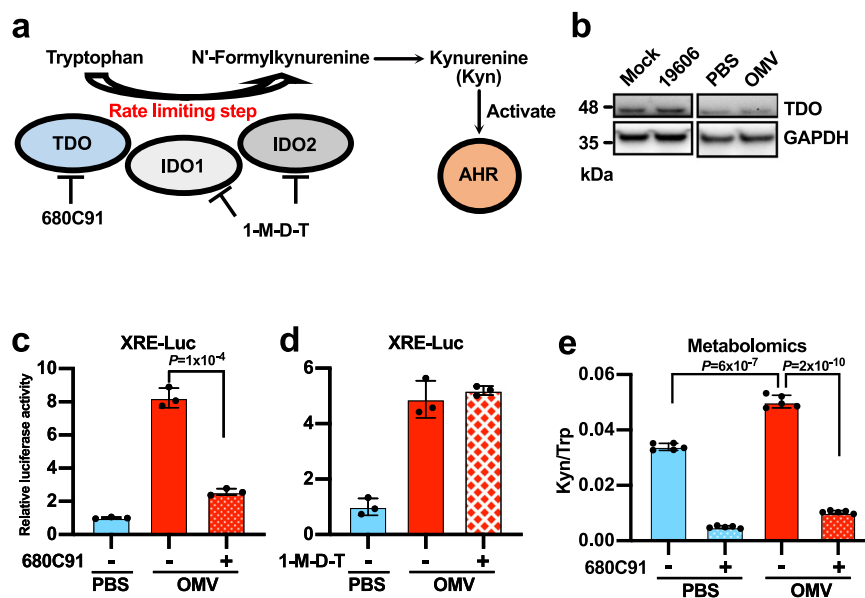 a
Tryptophan
N'-Formylkynurenine
Kynurenine
(Kyn)
Rate limiting step
Activate
TDO
IDO1
IDO2
AHR
680C91
1-M-D-T
b
Mock
19606
PBS
OMV
48
TDO
35
GAPDH
kDa
c
XRE-Luc
P=1x10-4
Relative luciferase activity
10
8
6
4
2
0
680C91
-
-
+
PBS
OMV
d
XRE-Luc
6
4
2
0
1-M-D-T
-
-
+
PBS
OMV
e
Metabolomics
P=6x10-7
P=2x10-10
Kyn/Trp
0.06
0.04
0.02
0.00
680C91
-
+
-
+
PBS
OMV